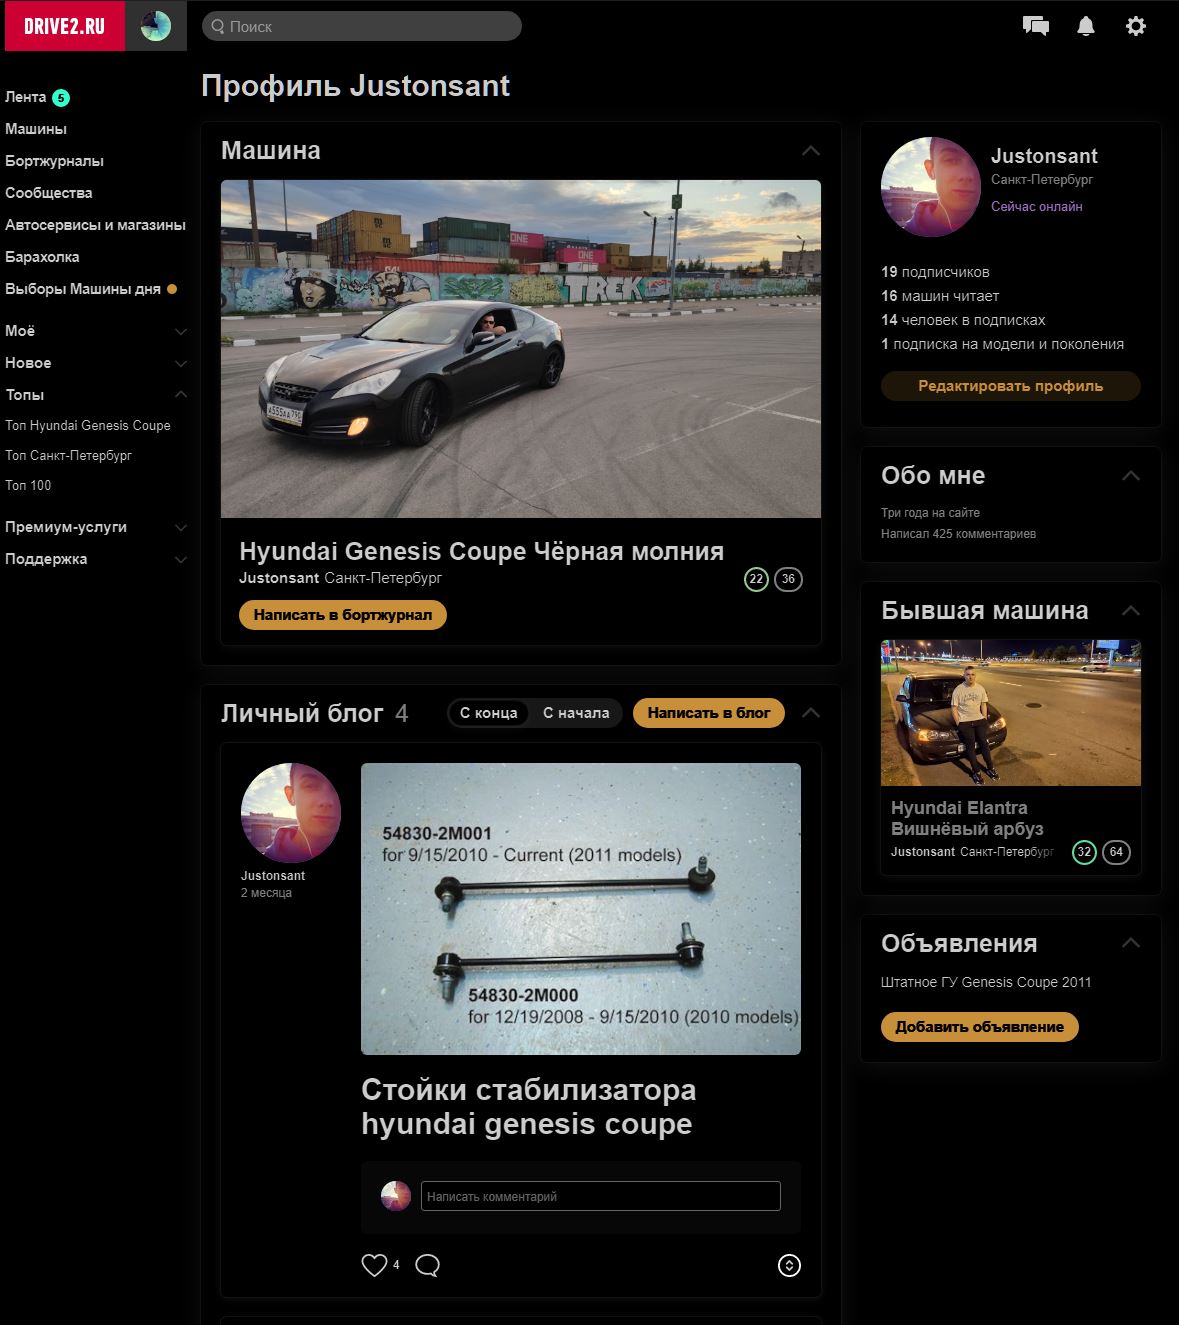 DRIVE2.RU
Поиск
Лента 5
Машины
Бортжурналы
Сообщества
Автосервисы и магазины
Барахолка
Выборы Машины дня
Моё
Новое
Топы
Топ Hyundai Genesis Coupe
Топ Санкт-Петербург
Топ 100
Премиум-услуги
Поддержка
Профиль Justonsant
Машина
ONE
ONE
TREK
А555АА 790
Hyundai Genesis Coupe Чёрная молния
Justonsant Санкт-Петербург
22 36
Написать в бортжурнал
Личный блог 4
С конца С начала
Написать в блог
Justonsant
2 месяца
54830-2M001
for 9/15/2010 - Current (2011 models)
54830-2M000
for 12/19/2008 - 9/15/2010 (2010 models)
Стойки стабилизатора
hyundai genesis coupe
Написать комментарий
4
Justonsant
Санкт-Петербург
Сейчас онлайн
19 подписчиков
16 машин читает
14 человек в подписках
1 подписка на модели и поколения
Редактировать профиль
Обо мне
Три года на сайте
Написал 425 комментариев
Бывшая машина
Hyundai Elantra
Вишнёвый арбуз
Justonsant Санкт-Петербург
32 64
Объявления
Штатное ГУ Genesis Coupe 2011
Добавить объявление